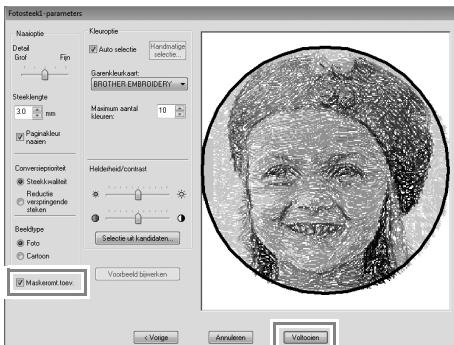 Fotosteek1-parameters
Naaioptie
Detail
Grof Fijn
Steeklengte
3.0 mm
Paginakleur
naaien
Conversieprioriteit
Steekkwaliteit
Reductie
verspringende
steken
Beeldtype
Foto
Cartoon
Maskeromt.toev.
Kleuroptie
Auto selectie
Handmatige
selectie...
Garenkleurkaart:
BROTHER EMBROIDERY
Maximum aantal
kleuren:
10
Helderheid/contrast
Selectie uit kandidaten...
Voorbeeld bijwerken
< Vorige
Annuleren
Voltooien